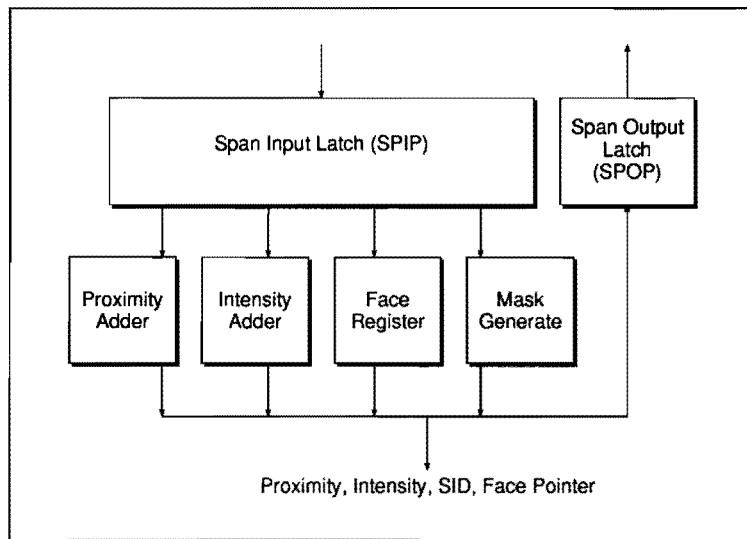 Span Input Latch (SPIP)
Span Output
Latch
(SPOP)
Proximity
Adder
Intensity
Adder
Face
Register
Mask
Generate
Proximity, Intensity, SID, Face Pointer